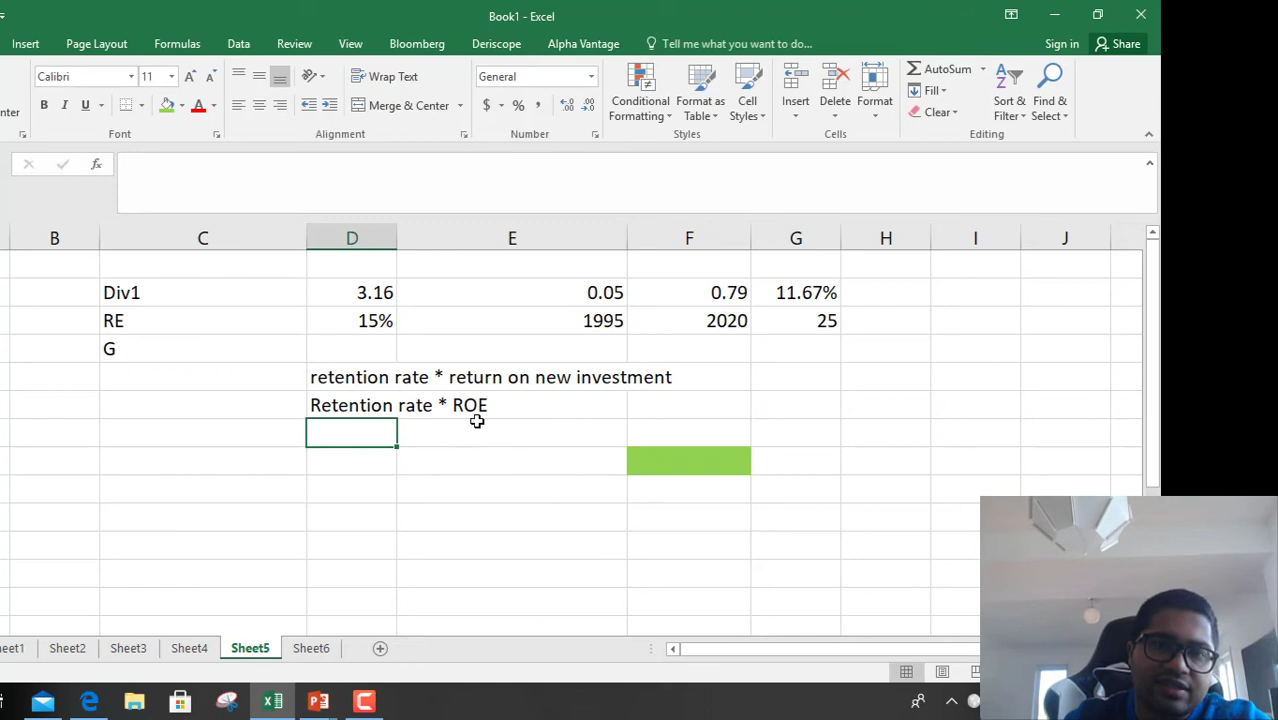 Book1 - Excel
Insert Page Layout Formulas Data Review View Bloomberg Deriscope Alpha Vantage Tell me what you want to do... Sign in Share
Calibri 11 Wrap Text General AutoSum
Fill
B I U Merge & Center $ % , Conditional Formatting Format as Table Cell Styles Insert Delete Format Clear Sort & Filter Find & Select
Font Alignment Number Styles Cells Editing
fx
B C D E F G H I J
Div1 3.16 0.05 0.79 11.67%
RE 15% 1995 2020 25
G
retention rate * return on new investment
Retention rate * ROE
Sheet2 Sheet3 Sheet4 Sheet5 Sheet6